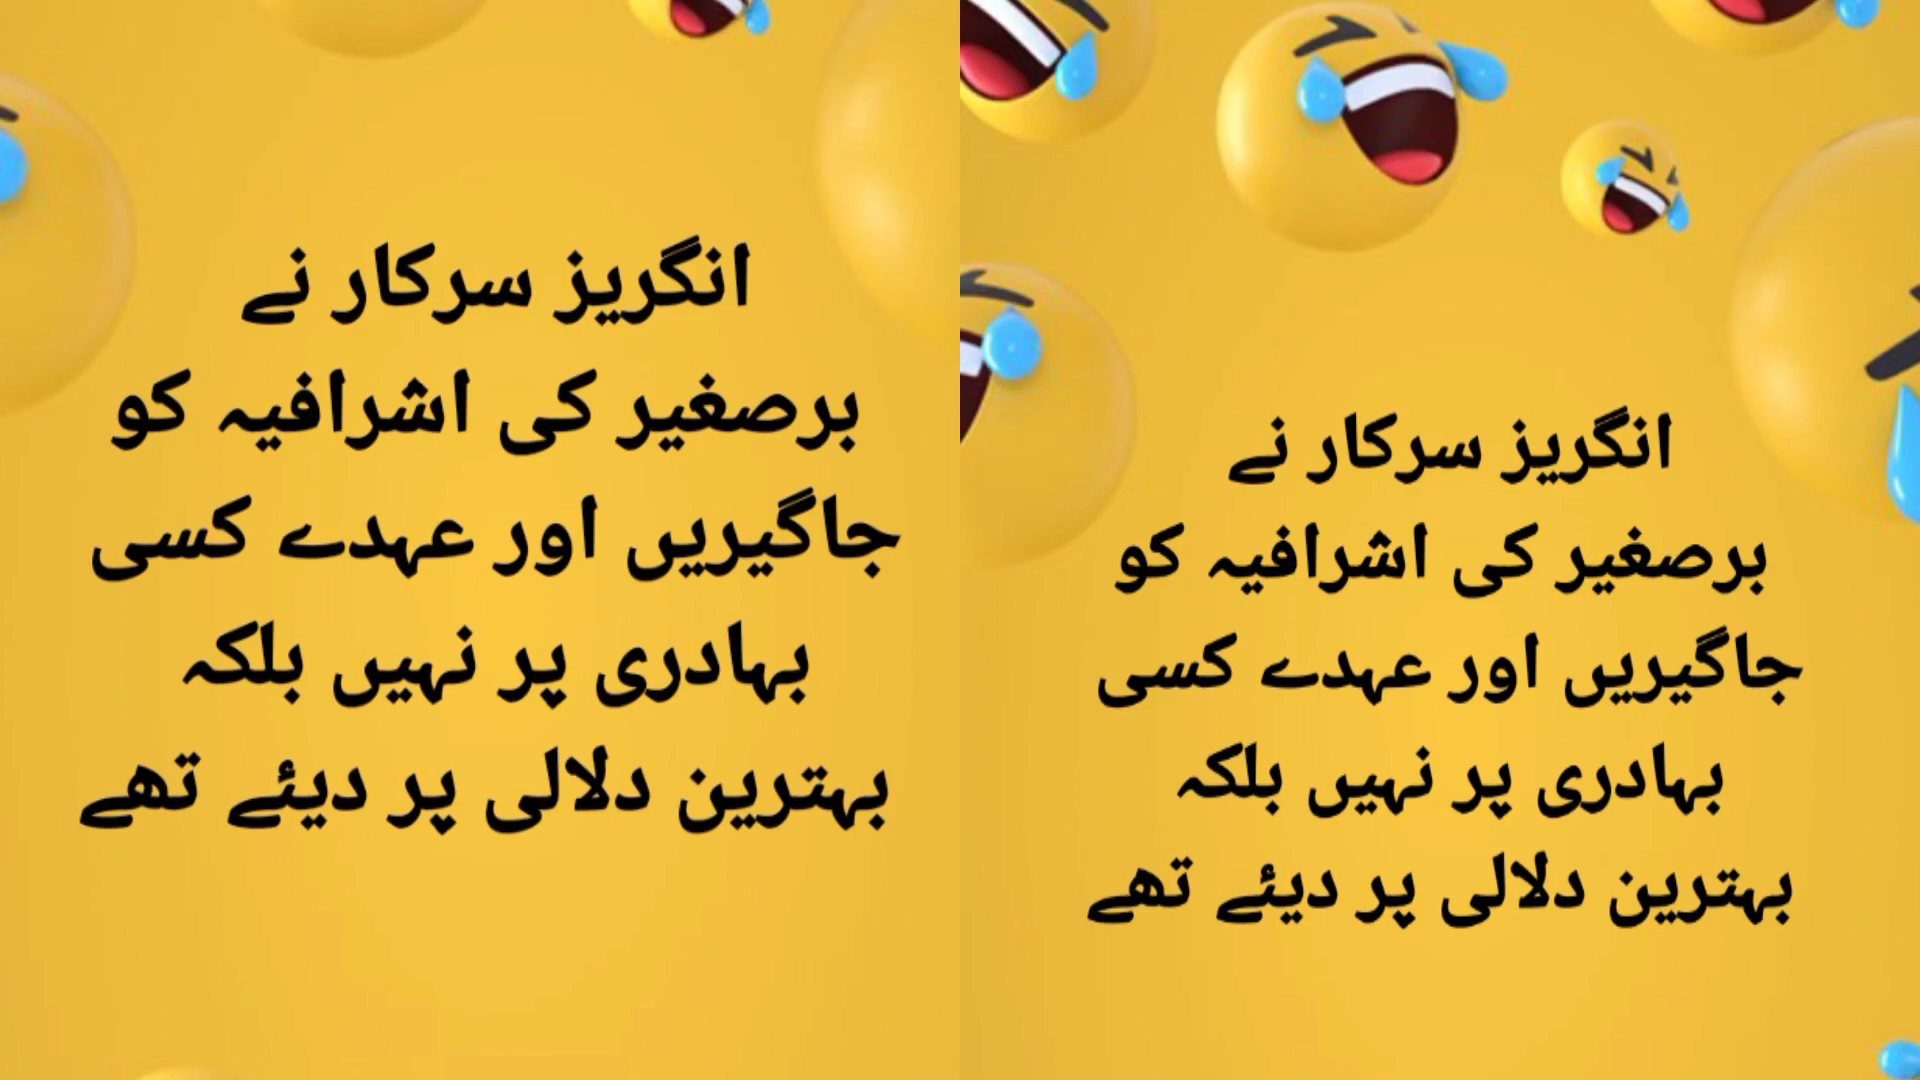 انگریز سرکار نے
برصغیر کی اشرافیہ کو
جاگیریں اور عہدے کسی
بہادری پر نہیں بلکہ
بہترین دلالی پر دیئے تھے
انگریز سرکار نے
برصغیر کی اشرافیہ کو
جاگیریں اور عہدے کسی
بہادری پر نہیں بلکہ
بہترین دلالی پر دیئے تھے